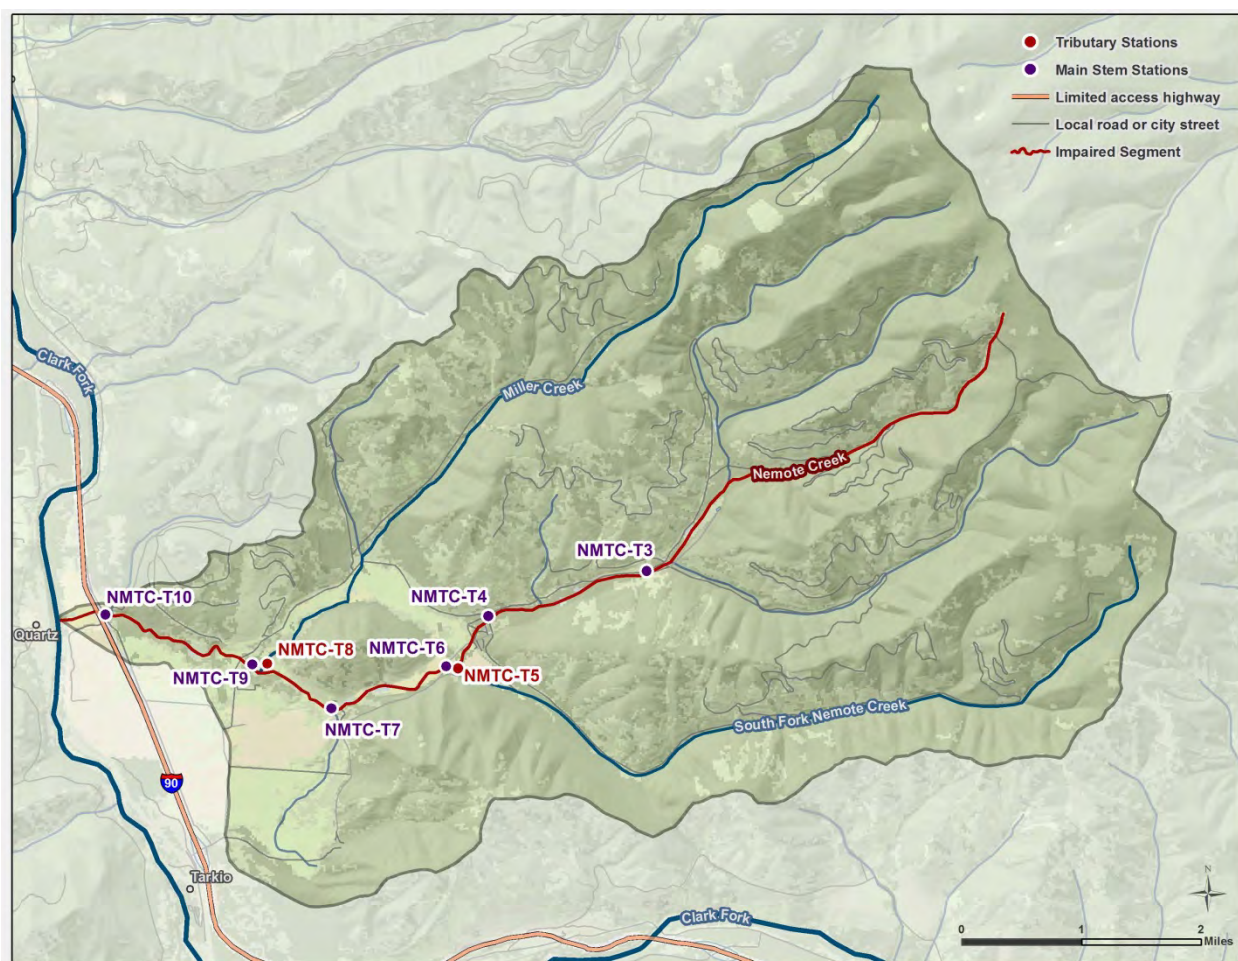 Tributary Stations
Main Stem Stations
Limited access highway
Local road or city street
Impaired Segment
Clark Fork
Miller Creek
Nemote Creek
NMTC-T3
NMTC-T10
NMTC-T4
Quartz
NMTC-T8
NMTC-T6
NMTC-T9
NMTC-T5
South Fork Nemote Creek
NMTC-T7
90
Tarkio
N
Clark Fork
0 1 2
Miles